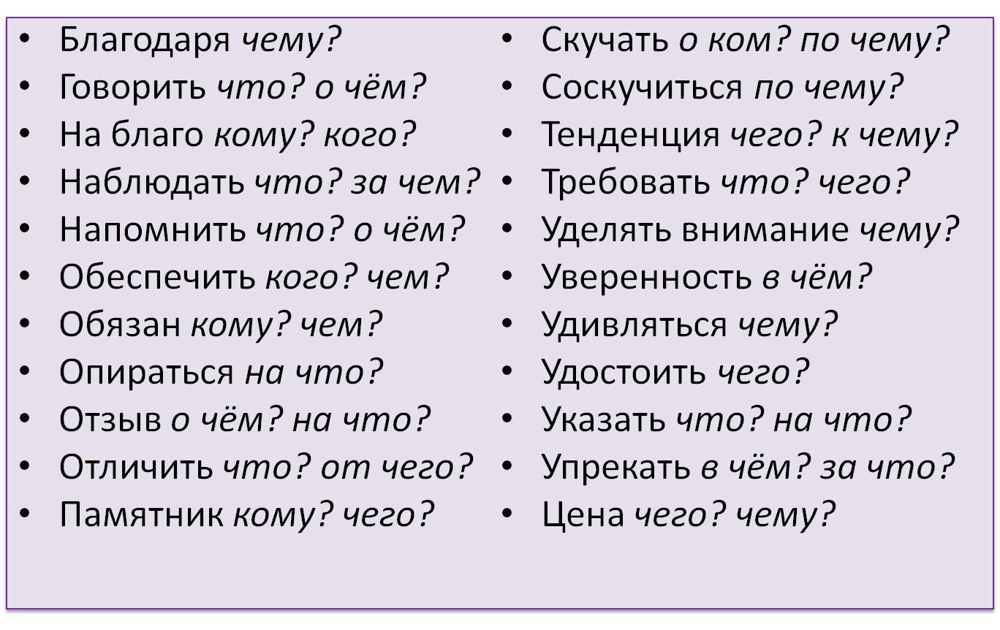 • Благодаря чему?
• Говорить что? о чём?
• На благо кому? кого?
• Наблюдать что? за чем?
• Напомнить что? о чём?
• Обеспечить кого? чем?
• Обязан кому? чем?
• Опираться на что?
• Отзыв о чём? на что?
• Отличить что? от чего?
• Памятник кому? чего?
• Скучать о ком? по чему?
• Соскучиться по чему?
• Тенденция чего? к чему?
• Требовать что? чего?
• Уделять внимание чему?
• Уверенность в чём?
• Удивляться чему?
• Удостоить чего?
• Указать что? на что?
• Упрекать в чём? за что?
• Цена чего? чему?